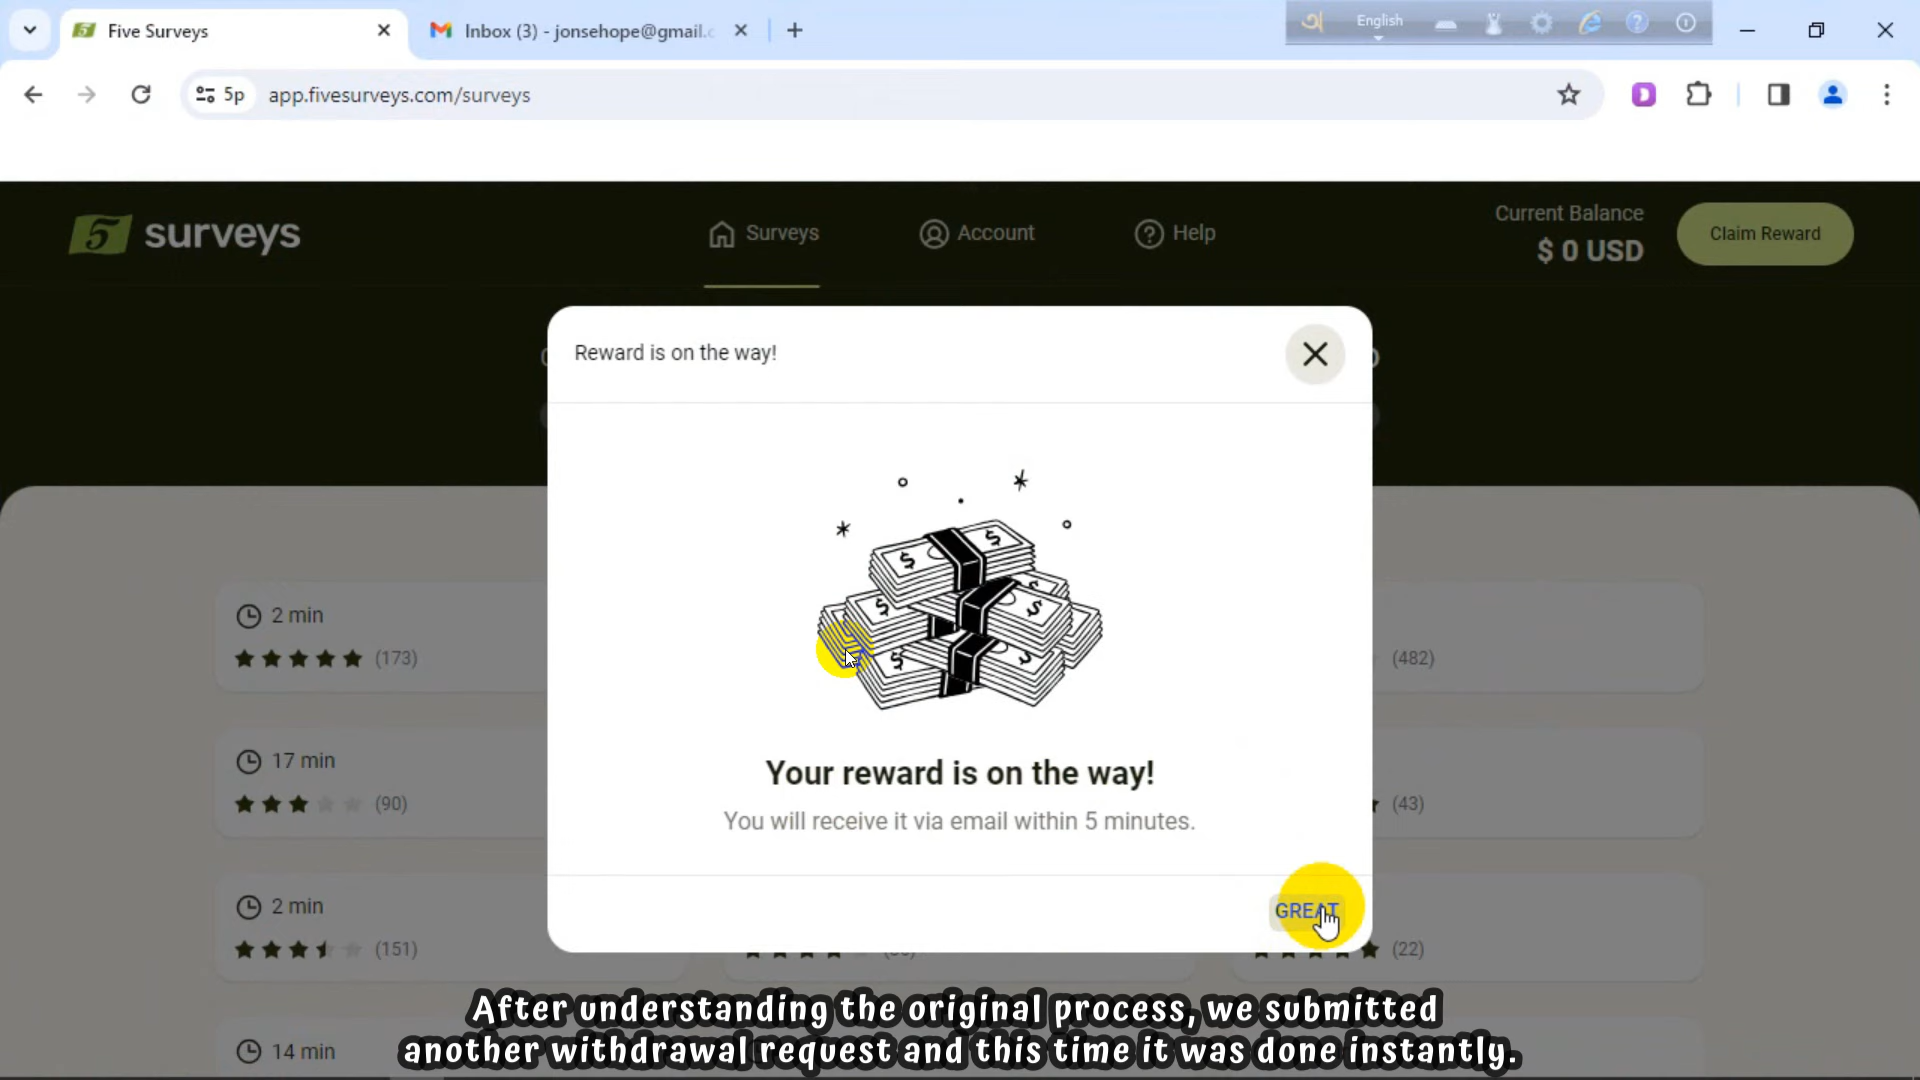 Five Surveys
Inbox (3) - jonsehope@gmail.c
English
5p
app.fivesurveys.com/surveys
5 surveys
Surveys
Account
Help
Current Balance
$ 0 USD
Claim Reward
Reward is on the way!
2 min
(173)
(482)
17 min
(90)
(43)
Your reward is on the way!
You will receive it via email within 5 minutes.
2 min
(151)
(22)
GREAT
After understanding the original process, we submitted
another withdrawal request and this time it was done instantly.
14 min